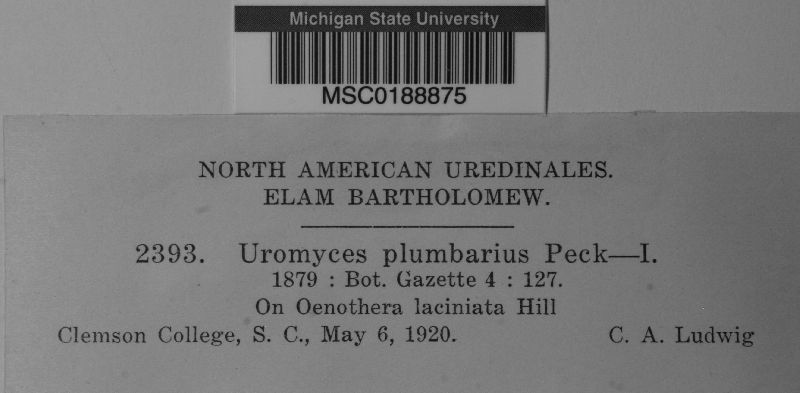 Michigan State University
MSC0188875
NORTH AMERICAN UREDINALES.
ELAM BARTHOLOMEW.
2393. Uromyces plumbarius Peck—I.
1879 : Bot. Gazette 4 : 127.
On Oenothera laciniata Hill
Clemson College, S. C., May 6, 1920. C. A. Ludwig